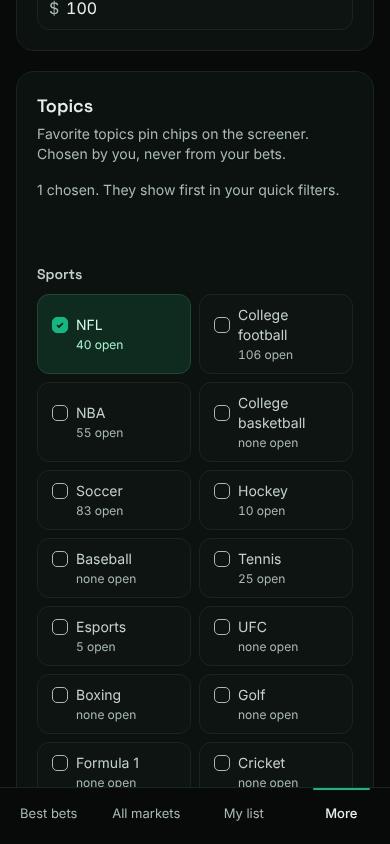 $ 100
Topics
Favorite topics pin chips on the screener.
Chosen by you, never from your bets.
1 chosen. They show first in your quick filters.
Sports
NFL
40 open
College
football
106 open
NBA
55 open
College
basketball
none open
Soccer
83 open
Hockey
10 open
Baseball
none open
Tennis
25 open
Esports
5 open
UFC
none open
Boxing
none open
Golf
none open
Formula 1
none open
Cricket
none open
Best bets
All markets
My list
More